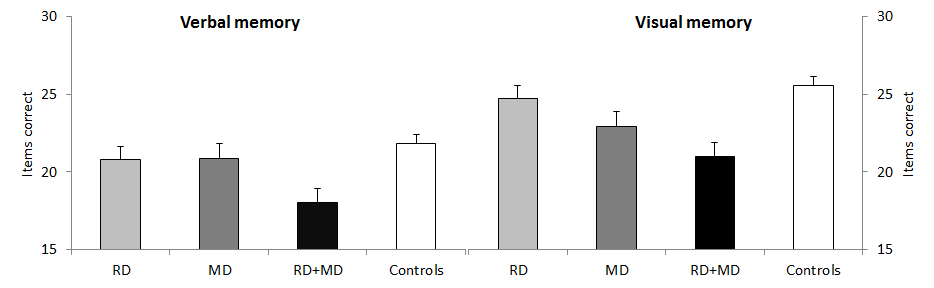 Verbal memory
Visual memory
Items correct
30
25
20
15
RD MD RD+MD Controls
RD MD RD+MD Controls
30
25
20
15
Items correct